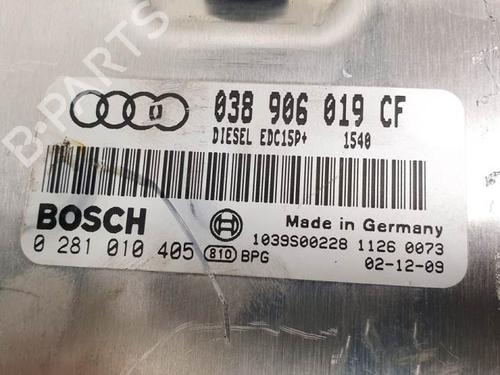 B-PARTS
038 906 019 CF
DIESEL EDC15P+ 1540
BOSCH
Made in Germany
0 281 010 405
1039S00228 1126 0073
810 BPG
02-12-09